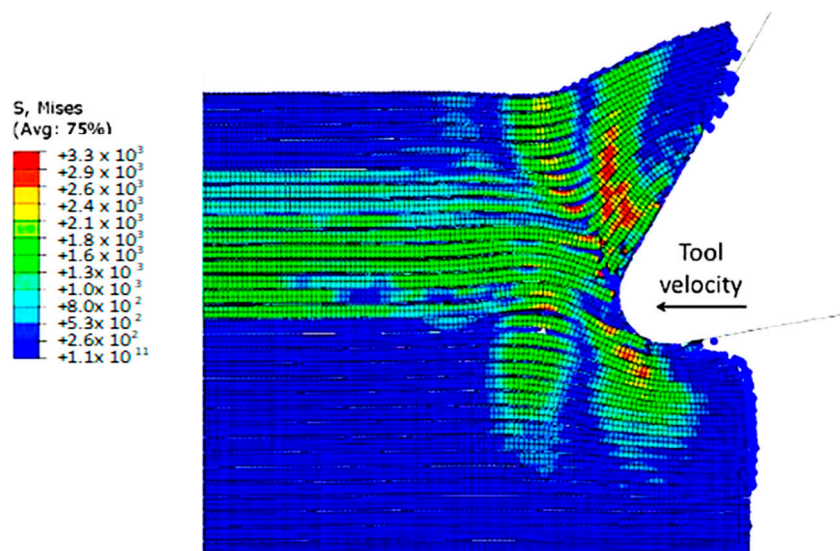 S, Mises
(Avg: 75%)
+3.3 x 10³
+2.9 x 10³
+2.6 x 10³
+2.4 x 10³
+2.1 x 10³
+1.8 x 10³
+1.6 x 10³
+1.3 x 10³
+1.0 x 10³
+8.0 x 10²
+5.3 x 10²
+2.6 x 10²
+1.1 x 10¹¹
Tool
velocity